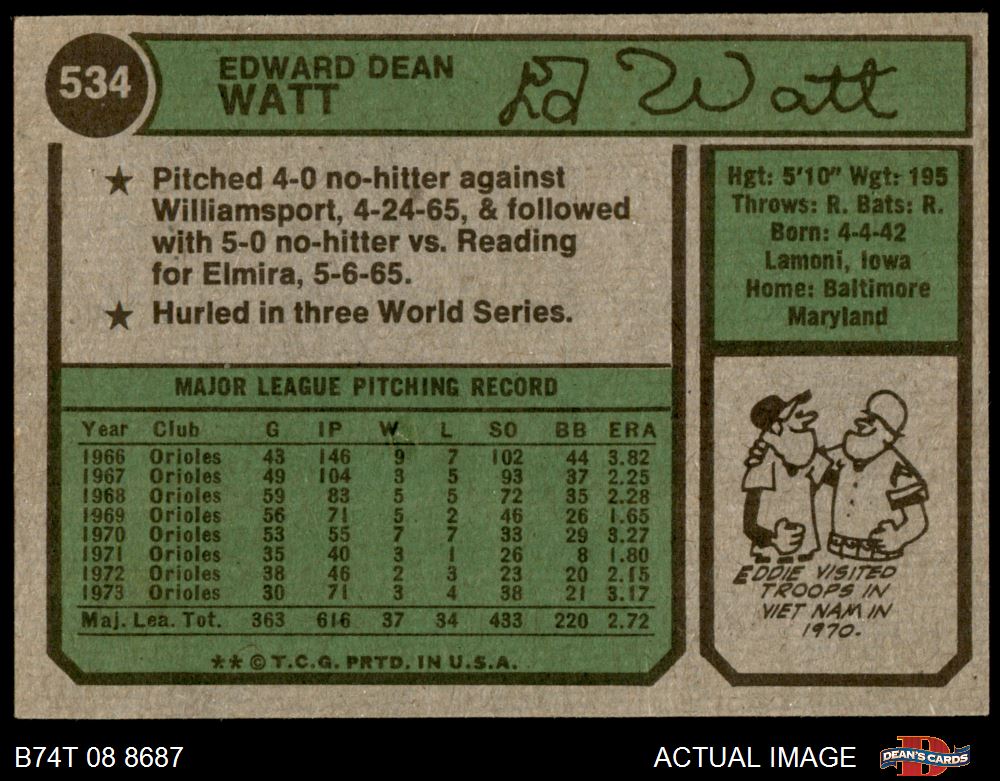 534
EDWARD DEAN
WATT
Ed Watt
★ Pitched 4-0 no-hitter against
Williamsport, 4-24-65, & followed
with 5-0 no-hitter vs. Reading
for Elmira, 5-6-65.
★ Hurled in three World Series.
Hgt: 5'10" Wgt: 195
Throws: R. Bats: R.
Born: 4-4-42
Lamoni, Iowa
Home: Baltimore
Maryland
MAJOR LEAGUE PITCHING RECORD
Year Club G IP W L SO BB ERA
1966 Orioles 43 146 9 7 102 44 3.82
1967 Orioles 49 104 3 5 93 37 2.25
1968 Orioles 59 83 5 5 72 35 2.28
1969 Orioles 56 71 5 2 46 26 1.65
1970 Orioles 53 55 7 7 33 29 3.27
1971 Orioles 35 40 3 1 26 8 1.80
1972 Orioles 38 46 2 3 23 20 2.15
1973 Orioles 30 71 3 4 38 21 3.17
Maj. Lea. Tot. 363 616 37 34 433 220 2.72
** © T.C.G. PRTD. IN U.S.A.
EDDIE VISITED
TROOPS IN
VIET NAM IN
1970.
B74T 08 8687
ACTUAL IMAGE
DEAN'S CARDS